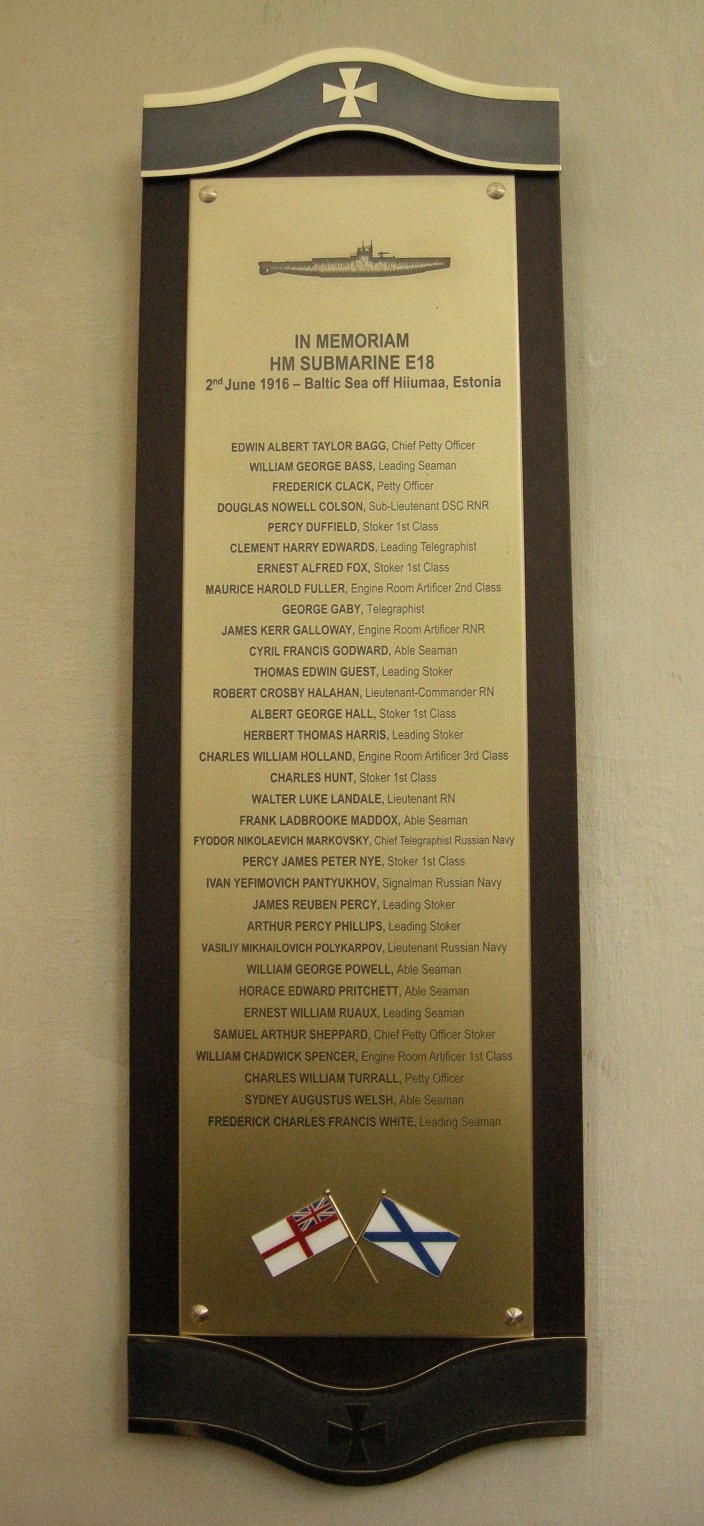 IN MEMORIAM
HM SUBMARINE E18
2nd June 1916 – Baltic Sea off Hiiumaa, Estonia
EDWIN ALBERT TAYLOR BAGG, Chief Petty Officer
WILLIAM GEORGE BASS, Leading Seaman
FREDERICK CLACK, Petty Officer
DOUGLAS NOWELL COLSON, Sub-Lieutenant DSC RNR
PERCY DUFFIELD, Stoker 1st Class
CLEMENT HARRY EDWARDS, Leading Telegraphist
ERNEST ALFRED FOX, Stoker 1st Class
MAURICE HAROLD FULLER, Engine Room Artificer 2nd Class
GEORGE GABY, Telegraphist
JAMES KERR GALLOWAY, Engine Room Artificer RNR
CYRIL FRANCIS GODWARD, Able Seaman
THOMAS EDWIN GUEST, Leading Stoker
ROBERT CROSBY HALAHAN, Lieutenant-Commander RN
ALBERT GEORGE HALL, Stoker 1st Class
HERBERT THOMAS HARRIS, Leading Stoker
CHARLES WILLIAM HOLLAND, Engine Room Artificer 3rd Class
CHARLES HUNT, Stoker 1st Class
WALTER LUKE LANDALE, Lieutenant RN
FRANK LADBROOKE MADDOX, Able Seaman
FYODOR NIKOLAEVICH MARKOVSKY, Chief Telegraphist Russian Navy
PERCY JAMES PETER NYE, Stoker 1st Class
IVAN YEFIMOVICH PANTYUKHOV, Signalman Russian Navy
JAMES REUBEN PERCY, Leading Stoker
ARTHUR PERCY PHILLIPS, Leading Stoker
VASILIY MIKHAILOVICH POLYKARPOV, Lieutenant Russian Navy
WILLIAM GEORGE POWELL, Able Seaman
HORACE EDWARD PRITCHETT, Able Seaman
ERNEST WILLIAM RUAUX, Leading Seaman
SAMUEL ARTHUR SHEPPARD, Chief Petty Officer Stoker
WILLIAM CHADWICK SPENCER, Engine Room Artificer 1st Class
CHARLES WILLIAM TURRALL, Petty Officer
SYDNEY AUGUSTUS WELSH, Able Seaman
FREDERICK CHARLES FRANCIS WHITE, Leading Seaman